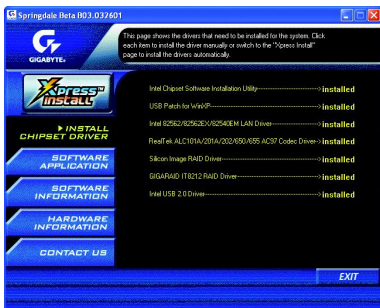 Springdale Beta B03.032601
GIGABYTE™
This page shows the drivers that need to be installed for the system. Click
each item to install the driver manually or switch to the "Xpress Install"
page to install the drivers automatically.
Xpress™
install
INSTALL
CHIPSET DRIVER
SOFTWARE
APPLICATION
SOFTWARE
INFORMATION
HARDWARE
INFORMATION
CONTACT US
Intel Chipset Software Installation Utility-->installed
USB Patch for WinXP-->installed
Intel 82562/82562EX/82540EM LAN Driver-->installed
RealTek ALC101A/201A/202/650/655 AC97 Codec Driver->installed
Silicon Image RAID Driver-->installed
GIGARAID IT8212 RAID Driver-->installed
Intel USB 2.0 Driver-->installed
EXIT